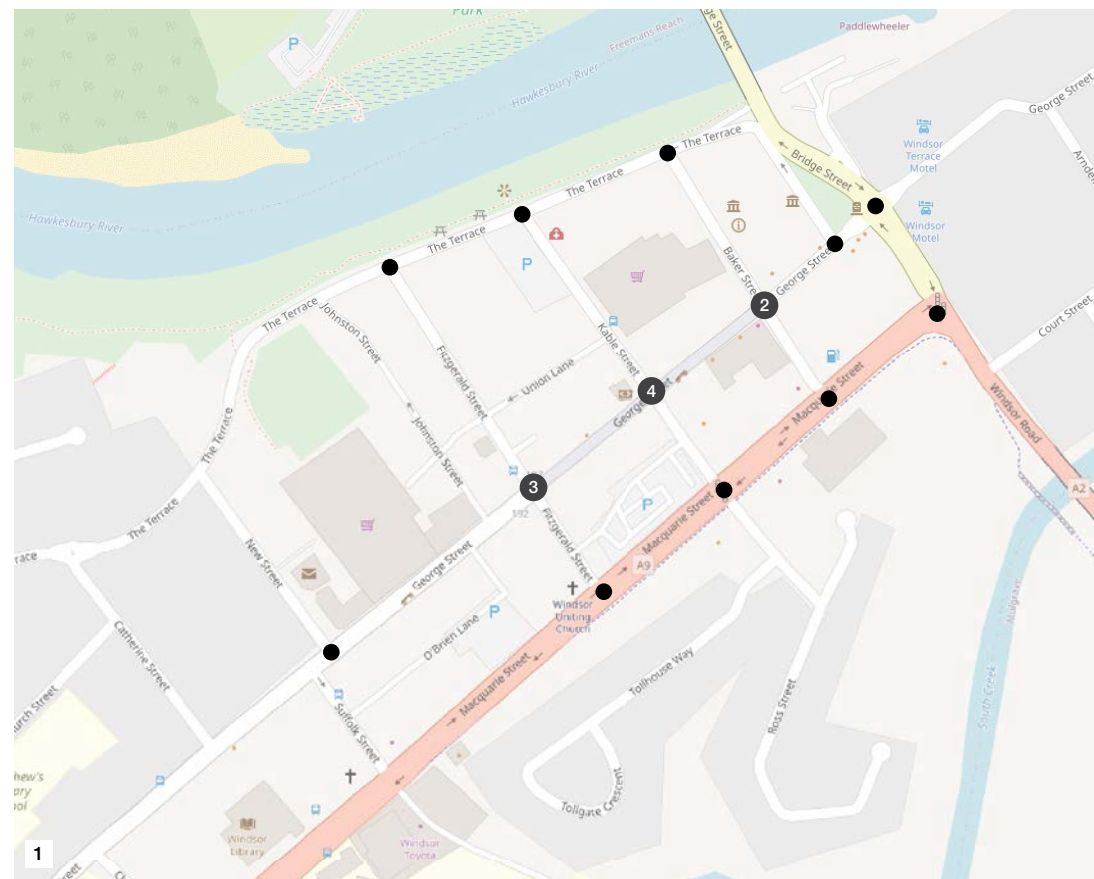 Park
P
Freemans Reach
Paddlewheeler
Hawkesbury River
Hawkesbury River
Bridge Street
George Street
Windsor
Terrace
Motel
Windsor
Motel
The Terrace
The Terrace
The Terrace
The Terrace
The Terrace
The Terrace
P
Baker Street
George Street
2
Court Street
Johnston Street
Johnston Street
Fitzgerald Street
Kable Street
Union Lane
4
George
Macquarie Street
Windsor Road
A2
3
192
Fitzgerald Street
P
Macquarie Street
A9
New Street
George Street
Windsor
Uniting
Church
P
O'Brien Lane
Catherine Street
Suffolk Street
Macquarie Street
Tollhouse Way
Ross Street
South Creek
Mulgrave
Tollgate Crescent
Windsor
Library
Windsor
Toyota
1